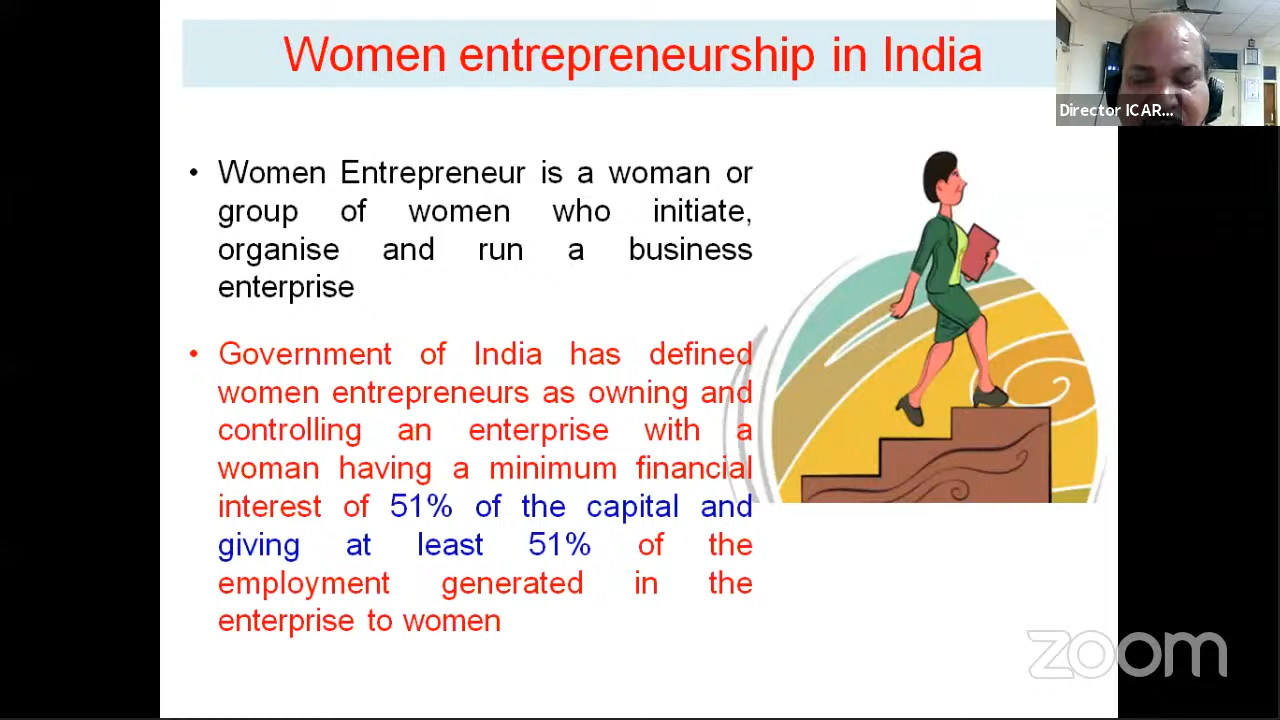 Women entrepreneurship in India
Director ICAR...
• Women Entrepreneur is a woman or
group of women who initiate,
organise and run a business
enterprise
• Government of India has defined
women entrepreneurs as owning and
controlling an enterprise with a
woman having a minimum financial
interest of 51% of the capital and
giving at least 51% of the
employment generated in the
enterprise to women
zoom